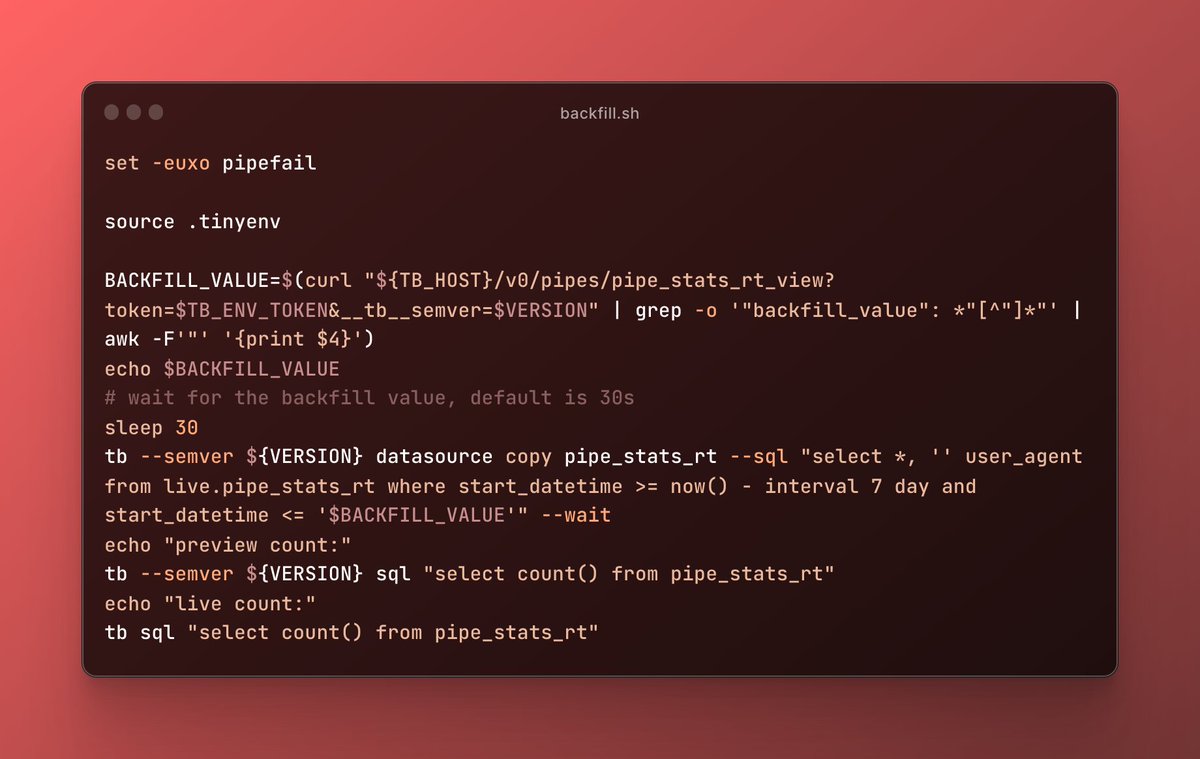 backfill.sh
set -euxo pipefail
source .tinyenv
BACKFILL_VALUE=$(curl "${TB_HOST}/v0/pipes/pipe_stats_rt_view?
token=$TB_ENV_TOKEN&__tb__semver=$VERSION" | grep -o '"backfill_value": *"[^"]*"' |
awk -F'"' '{print $4}')
echo $BACKFILL_VALUE
# wait for the backfill value, default is 30s
sleep 30
tb --semver ${VERSION} datasource copy pipe_stats_rt --sql "select *, '' user_agent
from live.pipe_stats_rt where start_datetime >= now() - interval 7 day and
start_datetime <= '$BACKFILL_VALUE'" --wait
echo "preview count:"
tb --semver ${VERSION} sql "select count() from pipe_stats_rt"
echo "live count:"
tb sql "select count() from pipe_stats_rt"